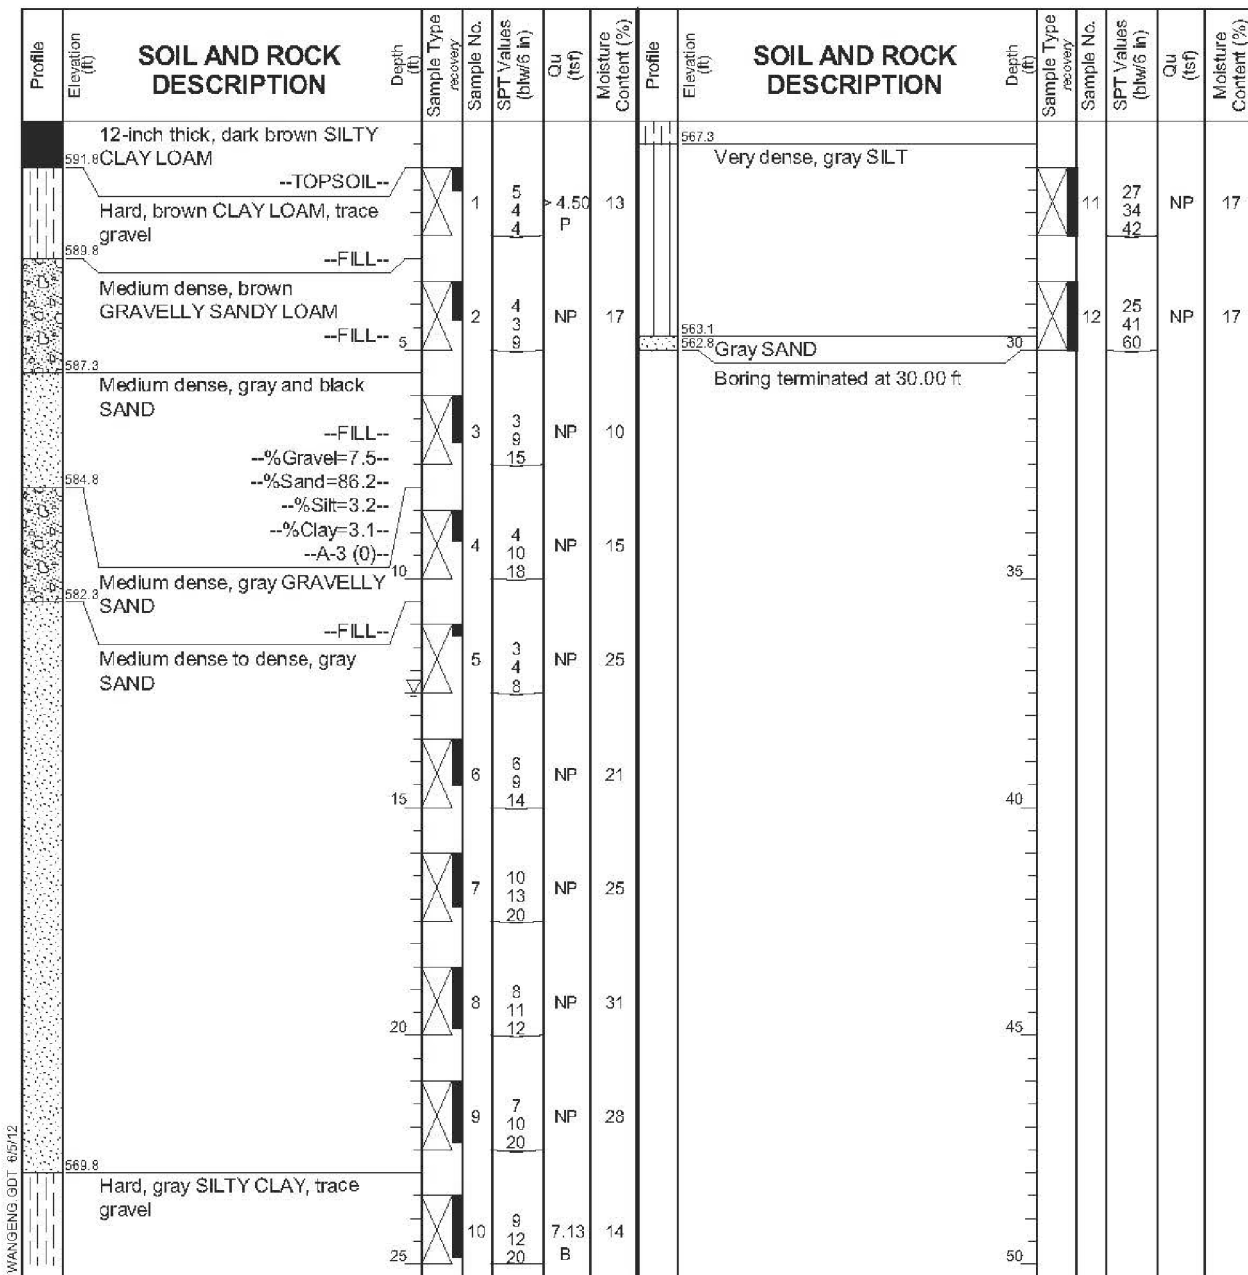 Profile
Elevation
(ft)
SOIL AND ROCK
DESCRIPTION
Depth
(ft)
Sample Type
recovery
Sample No.
SPT Values
(blw/6 in)
Qu
(tsf)
Moisture
Content (%)
12-inch thick, dark brown SILTY
591.8 CLAY LOAM
--TOPSOIL--
Hard, brown CLAY LOAM, trace
gravel
1
5
4
4
> 4.50
P
13
589.8
--FILL--
Medium dense, brown
GRAVELLY SANDY LOAM
--FILL--
5
2
4
3
9
NP
17
587.3
Medium dense, gray and black
SAND
--FILL--
--%Gravel=7.5--
--%Sand=86.2--
--%Silt=3.2--
--%Clay=3.1--
--A-3 (0)--
3
3
9
15
NP
10
584.8
4
4
10
18
NP
15
10
Medium dense, gray GRAVELLY
SAND
582.3
--FILL--
Medium dense to dense, gray
SAND
5
3
4
8
NP
25
6
6
9
14
NP
21
15
7
10
13
20
NP
25
8
8
11
12
NP
31
20
9
7
10
20
NP
28
569.8
Hard, gray SILTY CLAY, trace
gravel
10
9
12
20
7.13
B
14
25
Profile
Elevation
(ft)
SOIL AND ROCK
DESCRIPTION
Depth
(ft)
Sample Type
recovery
Sample No.
SPT Values
(blw/6 in)
Qu
(tsf)
Moisture
Content (%)
567.3
Very dense, gray SILT
11
27
34
42
NP
17
12
25
41
60
NP
17
563.1
562.8 Gray SAND
30
Boring terminated at 30.00 ft
35
40
45
50
WANGENG.GDT 6/5/12